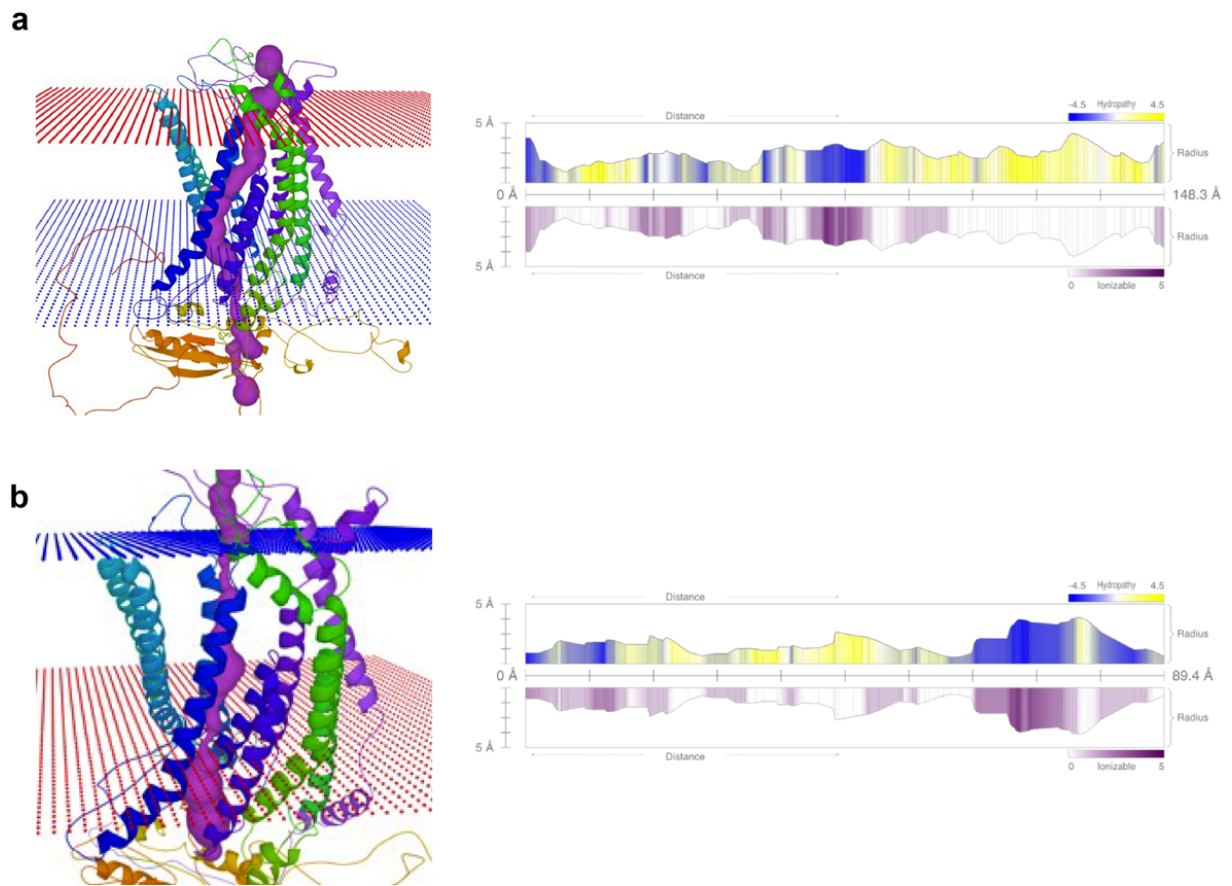 a
-4.5 Hydropathy 4.5
Distance
5 Å
Radius
0 Å 148.3 Å
Radius
5 Å
Distance
0 Ionizable 5
b
-4.5 Hydropathy 4.5
Distance
5 Å
Radius
0 Å 89.4 Å
Radius
5 Å
Distance
0 Ionizable 5